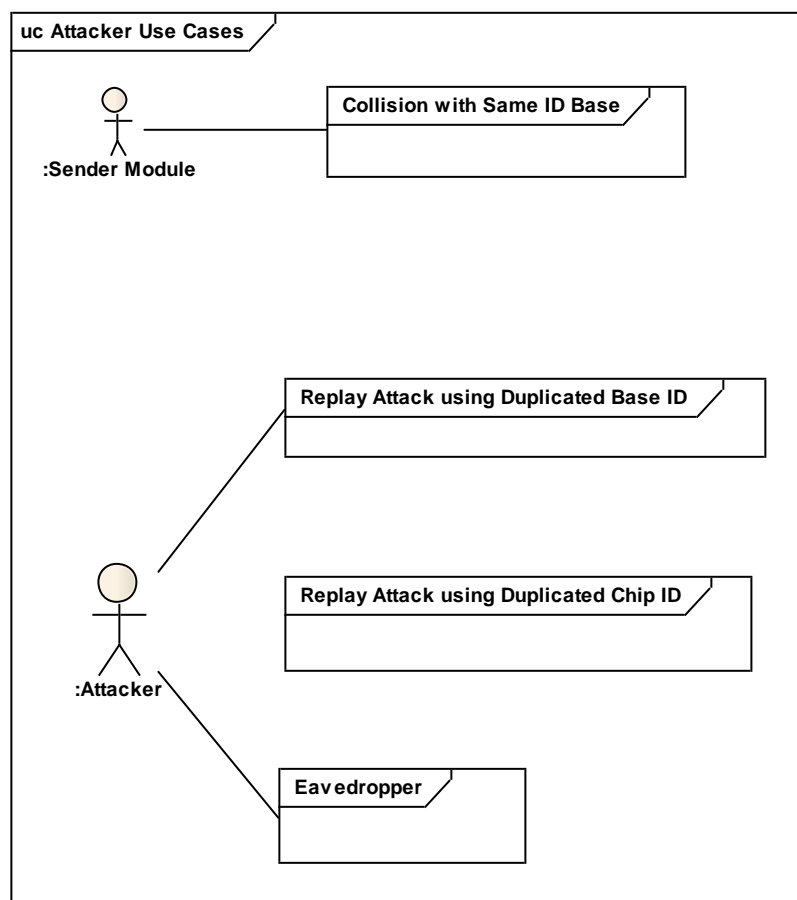 uc Attacker Use Cases
Collision with Same ID Base
:Sender Module
Replay Attack using Duplicated Base ID
Replay Attack using Duplicated Chip ID
:Attacker
Eavedropper